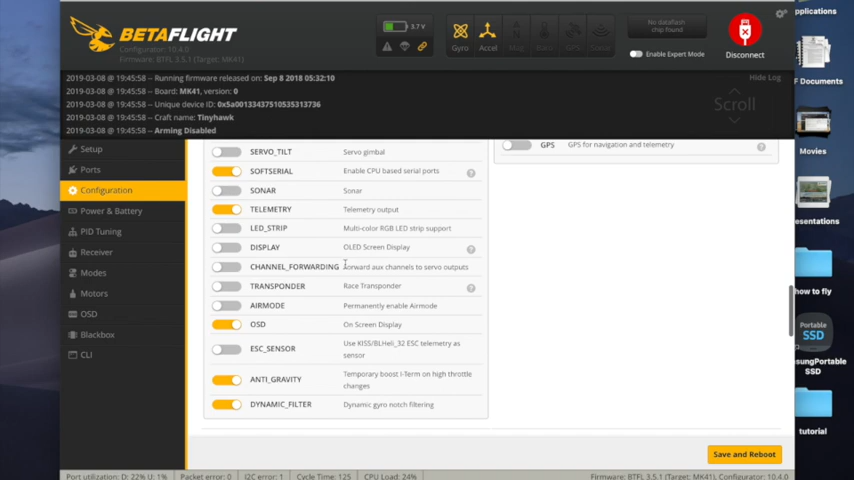 BETAFLIGHT
Configurator: 10.4.0
Firmware: BTFL 3.5.1 (Target: MK41)
3.7 V
Gyro
Accel
Mag
Baro
GPS
Sonar
No dataflash
chip found
Enable Expert Mode
Disconnect
Hide Log
2019-03-08 @ 19:45:58 -- Running firmware released on: Sep 8 2018 05:32:10
2019-03-08 @ 19:45:58 -- Board: MK41, version: 0
2019-03-08 @ 19:45:58 -- Unique device ID: 0x5a0013343751053531​3736
2019-03-08 @ 19:45:58 -- Craft name: Tinyhawk
2019-03-08 @ 19:45:58 -- Arming Disabled
Scroll
Setup
Ports
Configuration
Power & Battery
PID Tuning
Receiver
Modes
Motors
OSD
Blackbox
CLI
SERVO_TILT Servo gimbal
SOFTSERIAL Enable CPU based serial ports
SONAR Sonar
TELEMETRY Telemetry output
LED_STRIP Multi-color RGB LED strip support
DISPLAY OLED Screen Display
CHANNEL_FORWARDING Forward aux channels to servo outputs
TRANSPONDER Race Transponder
AIRMODE Permanently enable Airmode
OSD On Screen Display
ESC_SENSOR Use KISS/BLHeli_32 ESC telemetry as
sensor
ANTI_GRAVITY Temporary boost I-Term on high throttle
changes
DYNAMIC_FILTER Dynamic gyro notch filtering
GPS GPS for navigation and telemetry
Save and Reboot
Port utilization: D: 22% U: 1%
Packet error: 0
I2C error: 1
Cycle Time: 125
CPU Load: 24%
Firmware: BTFL 3.5.1 (Target: MK41), Configurator: 10.4.0
pplications
F Documents
Movies
esentations
how to fly
Portable
SSD
msungPortable
SSD
tutorial